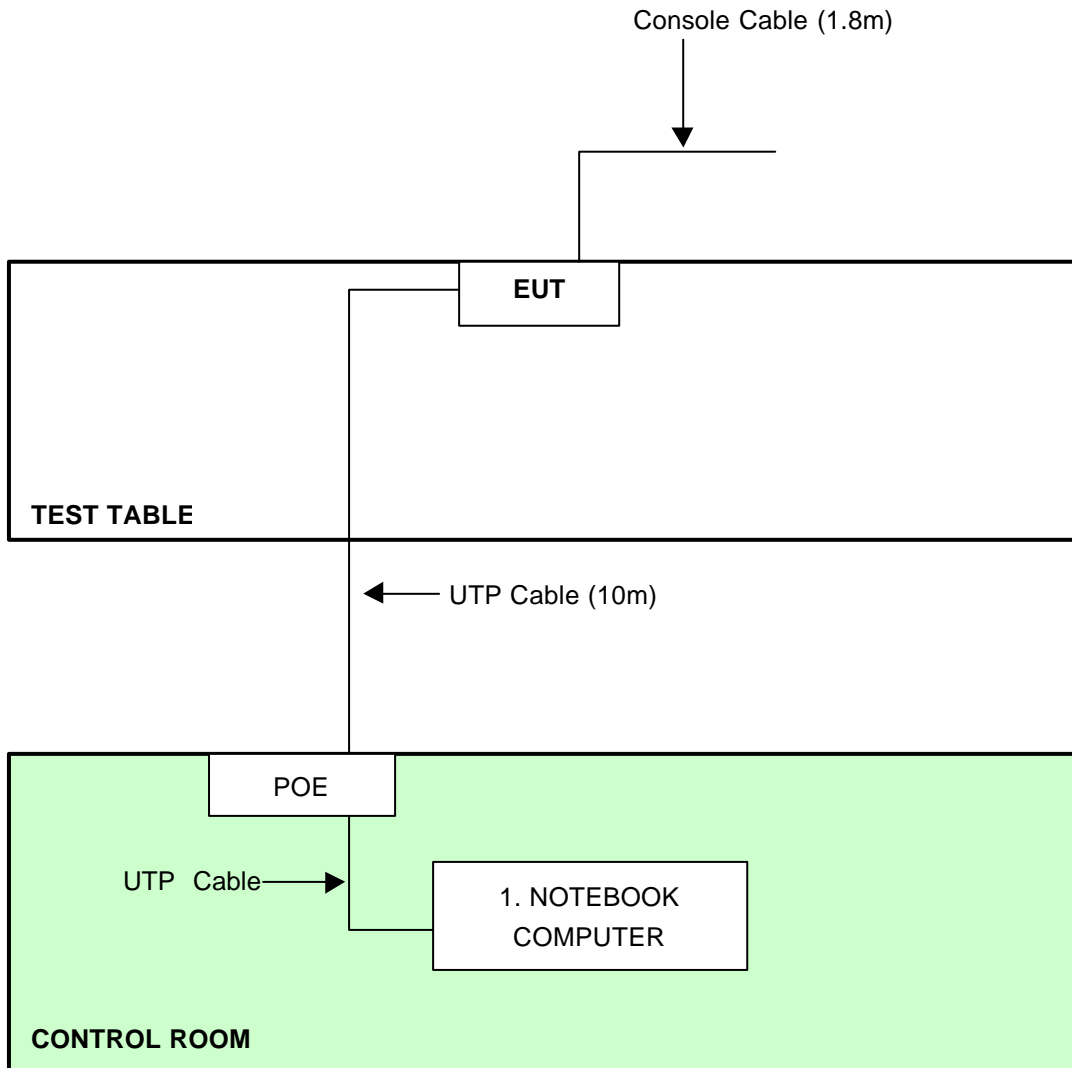 Console Cable (1.8m)
EUT
TEST TABLE
UTP Cable (10m)
POE
UTP Cable
1. NOTEBOOK
COMPUTER
CONTROL ROOM